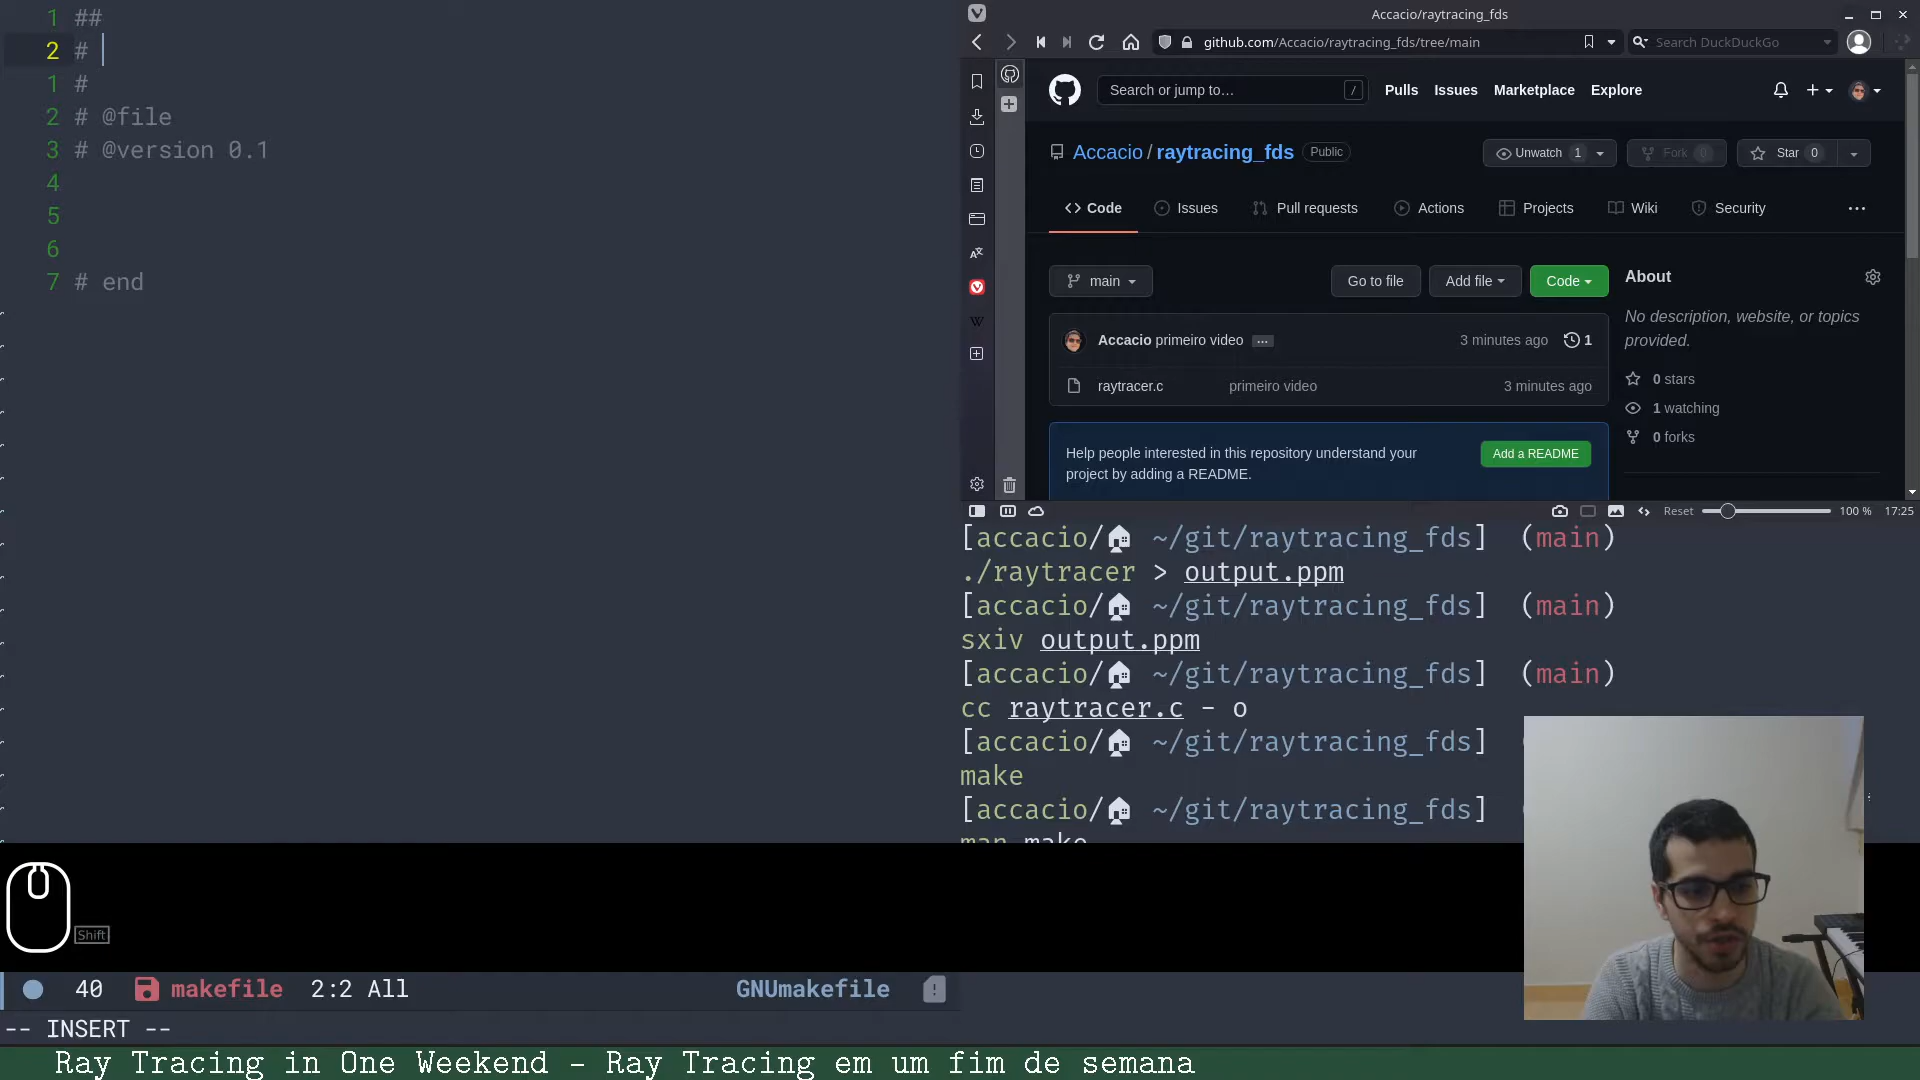 1 ##
2 #
1 #
2 # @file
3 # @version 0.1
4
5
6
7 # end
Accacio/raytracing_fds
github.com/Accacio/raytracing_fds/tree/main
Search DuckDuckGo
Search or jump to… /
Pulls Issues Marketplace Explore
Accacio / raytracing_fds Public
Unwatch 1
Fork 0
Star 0
Code Issues Pull requests Actions Projects Wiki Security ...
main
Go to file Add file Code
About
No description, website, or topics provided.
Accacio primeiro video ... 3 minutes ago 1
raytracer.c primeiro video 3 minutes ago
0 stars
1 watching
0 forks
Help people interested in this repository understand your
project by adding a README.
Add a README
Reset 100 % 17:25
[accacio/ ~/git/raytracing_fds] (main)
./raytracer > output.ppm
[accacio/ ~/git/raytracing_fds] (main)
sxiv output.ppm
[accacio/ ~/git/raytracing_fds] (main)
cc raytracer.c - o
[accacio/ ~/git/raytracing_fds] (
make
[accacio/ ~/git/raytracing_fds] (
man make
Shift
40 makefile 2:2 All GNUmakefile
-- INSERT --
Ray Tracing in One Weekend - Ray Tracing em um fim de semana